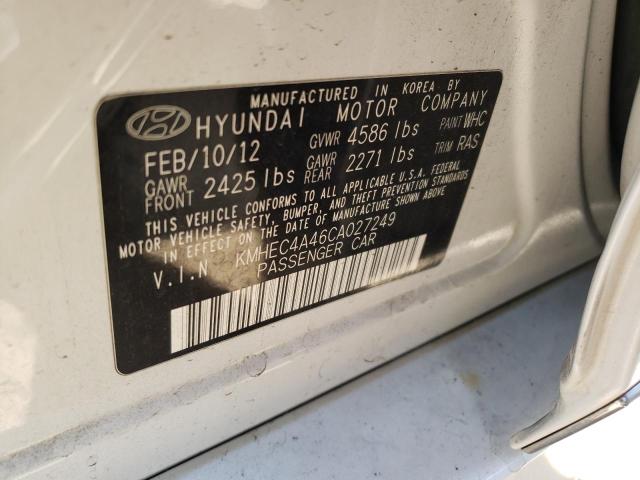 MANUFACTURED IN KOREA BY
HYUNDAI MOTOR COMPANY
FEB/10/12 GVWR 4586 lbs PAINT WHC
GAWR FRONT 2425 lbs GAWR REAR 2271 lbs TRIM RAS
THIS VEHICLE CONFORMS TO ALL APPLICABLE U.S.A. FEDERAL
MOTOR VEHICLE SAFETY, BUMPER, AND THEFT PREVENTION STANDARDS
IN EFFECT ON THE DATE OF MANUFACTURE SHOWN ABOVE.
V.I.N KMHEC4A46CA027249
PASSENGER CAR